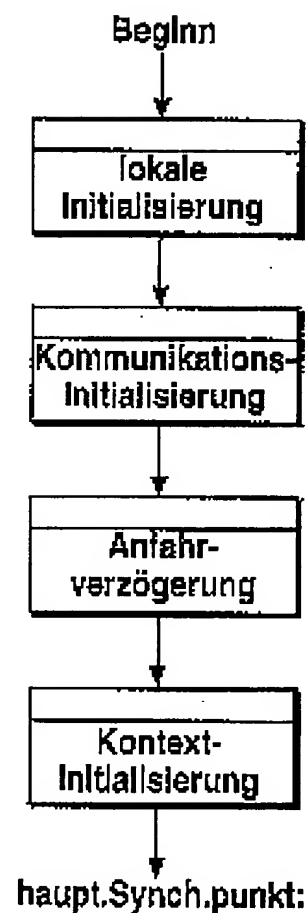 Beginn
lokale
Initialisierung
Kommunikations-
Initialisierung
Anfahr-
verzögerung
Kontext-
Initialisierung
haupt.Synch.punkt: